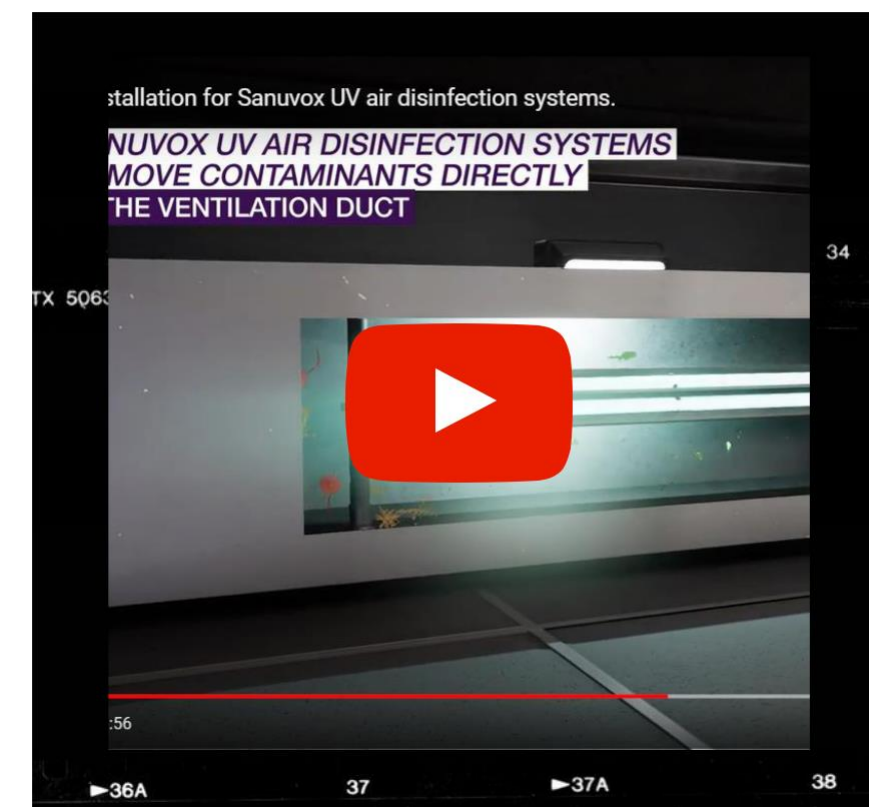 stallation for Sanuvox UV air disinfection systems.
NUVOX UV AIR DISINFECTION SYSTEMS
MOVE CONTAMINANTS DIRECTLY
THE VENTILATION DUCT
34
TX 5063
:56
►36A 37 ►37A 38